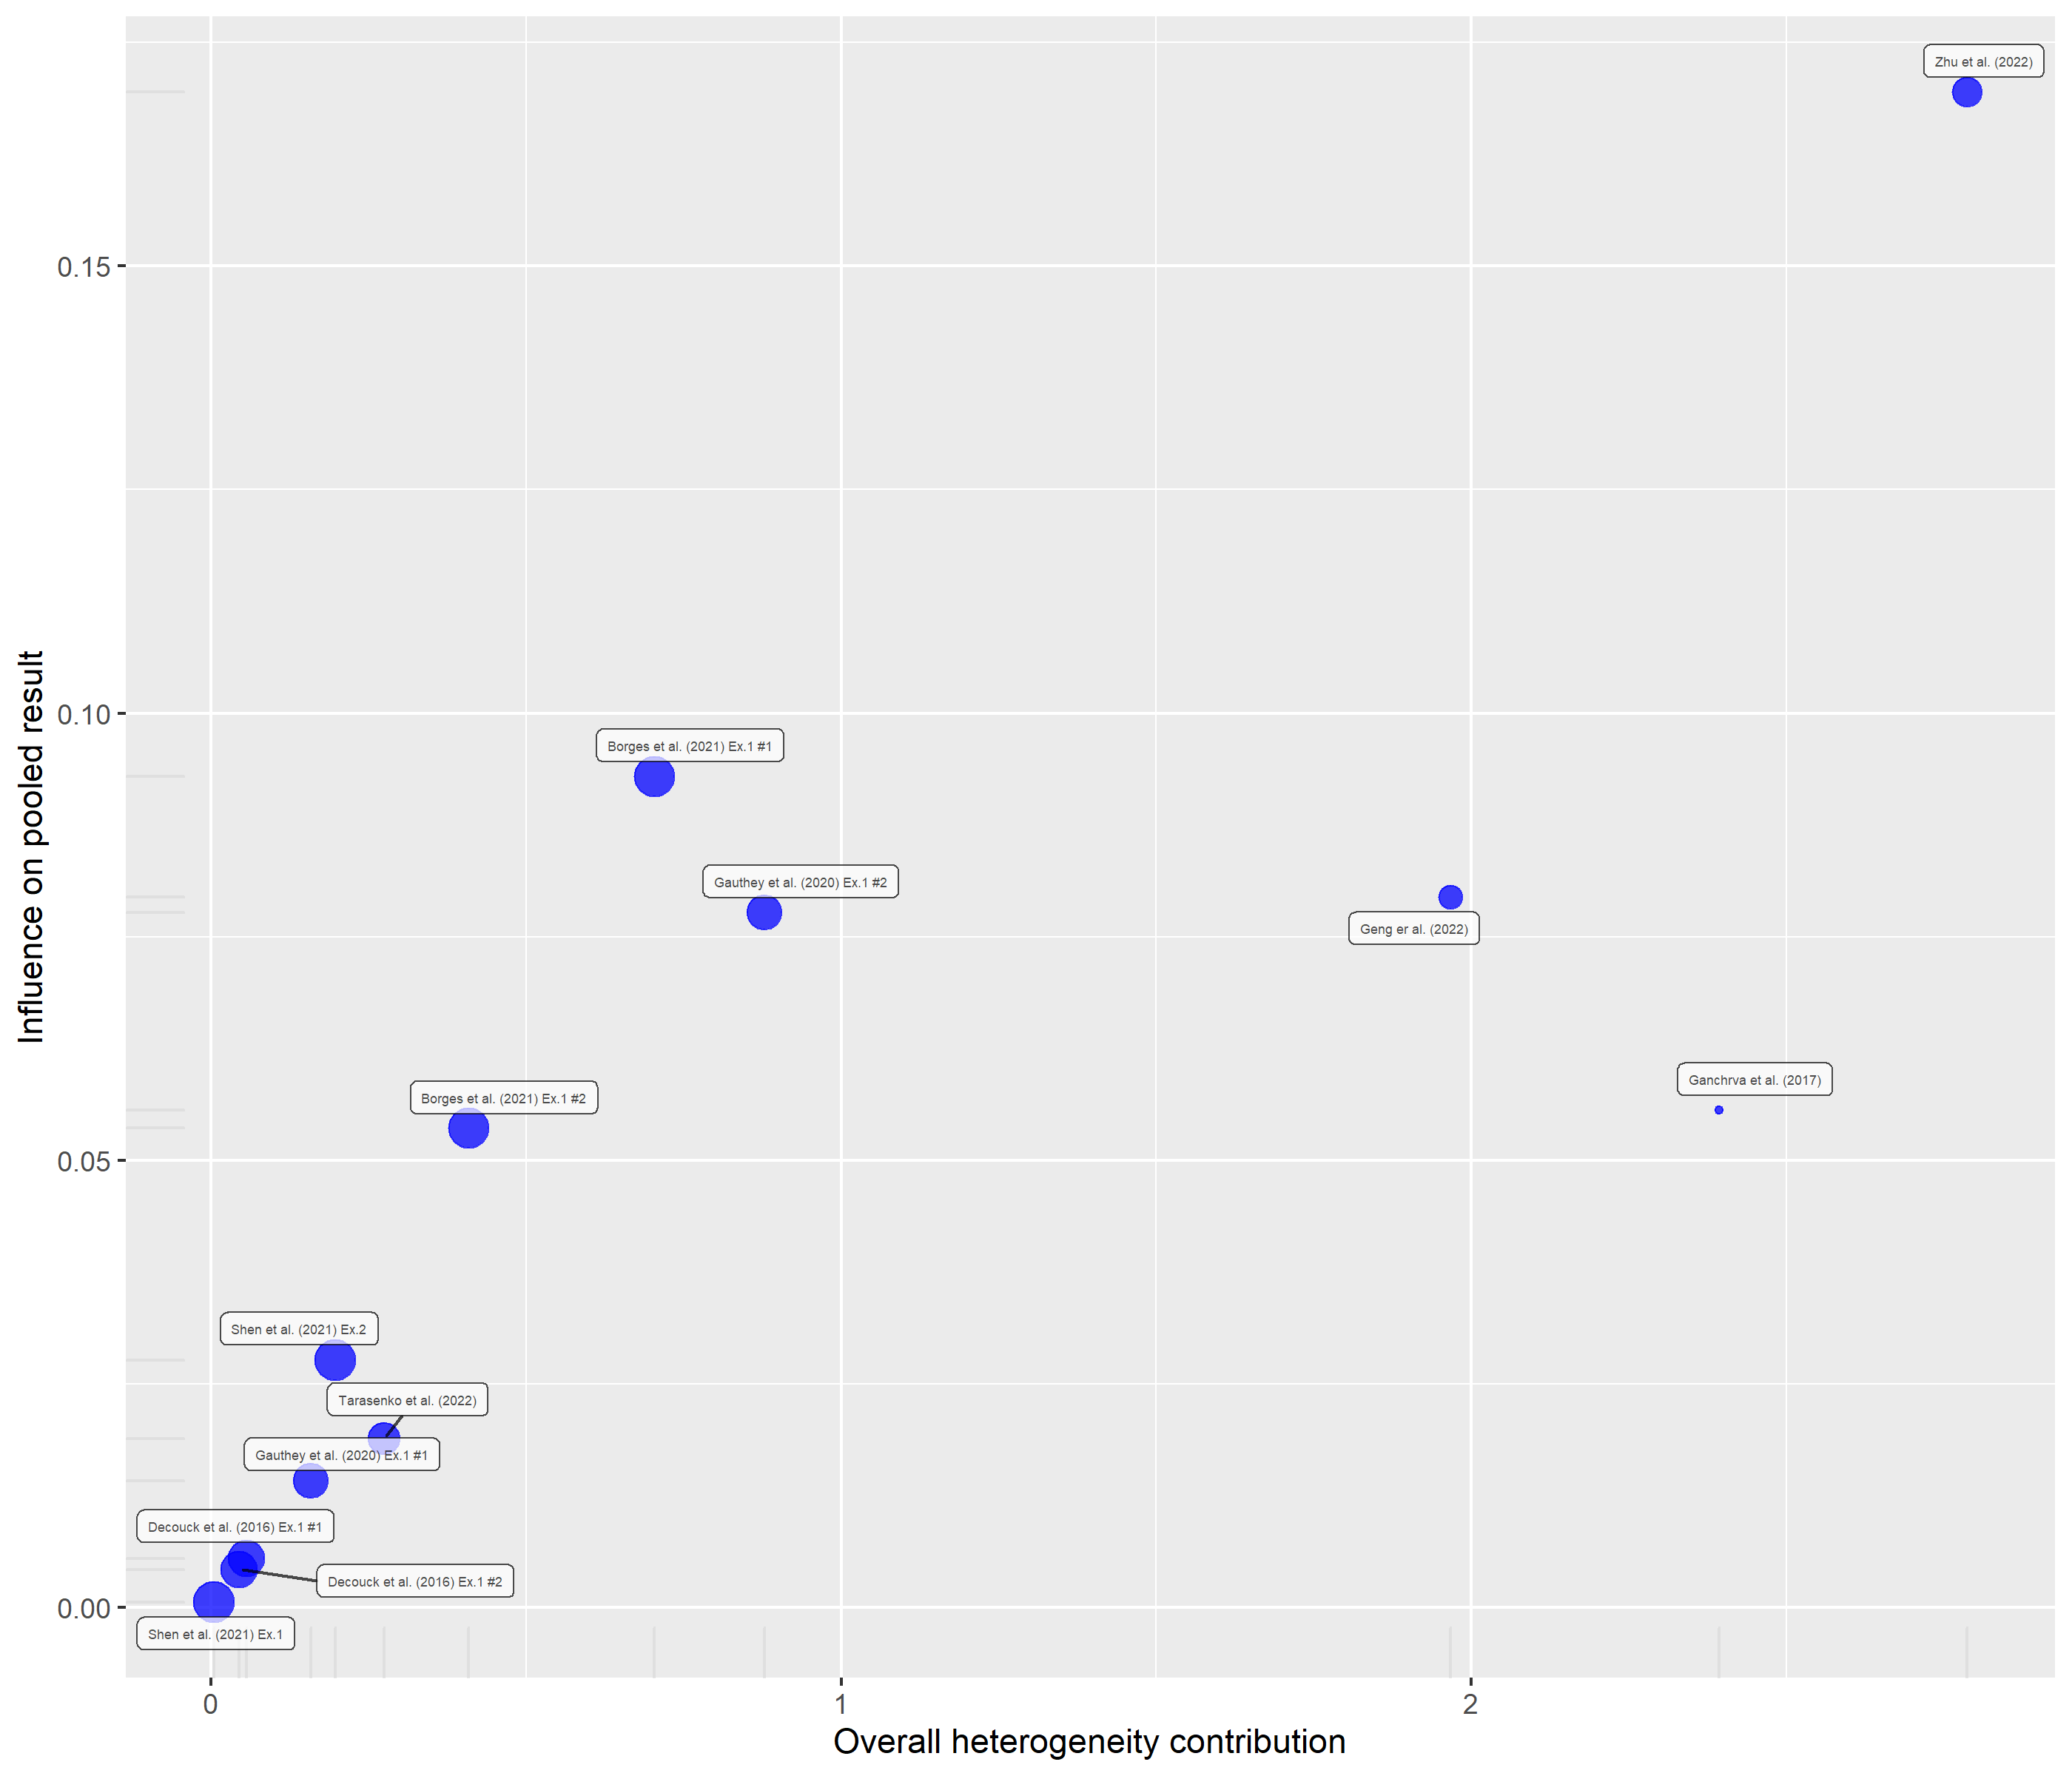 Zhu et al. (2022)
0.15
0.10
Borges et al. (2021) Ex.1 #1
Gauthey et al. (2020) Ex.1 #2
Geng er al. (2022)
Ganchrva et al. (2017)
Borges et al. (2021) Ex.1 #2
0.05
Shen et al. (2021) Ex.2
Tarasenko et al. (2022)
Gauthey et al. (2020) Ex.1 #1
Decouck et al. (2016) Ex.1 #1
Decouck et al. (2016) Ex.1 #2
0.00
Shen et al. (2021) Ex.1
0
1
2
Overall heterogeneity contribution
Influence on pooled result